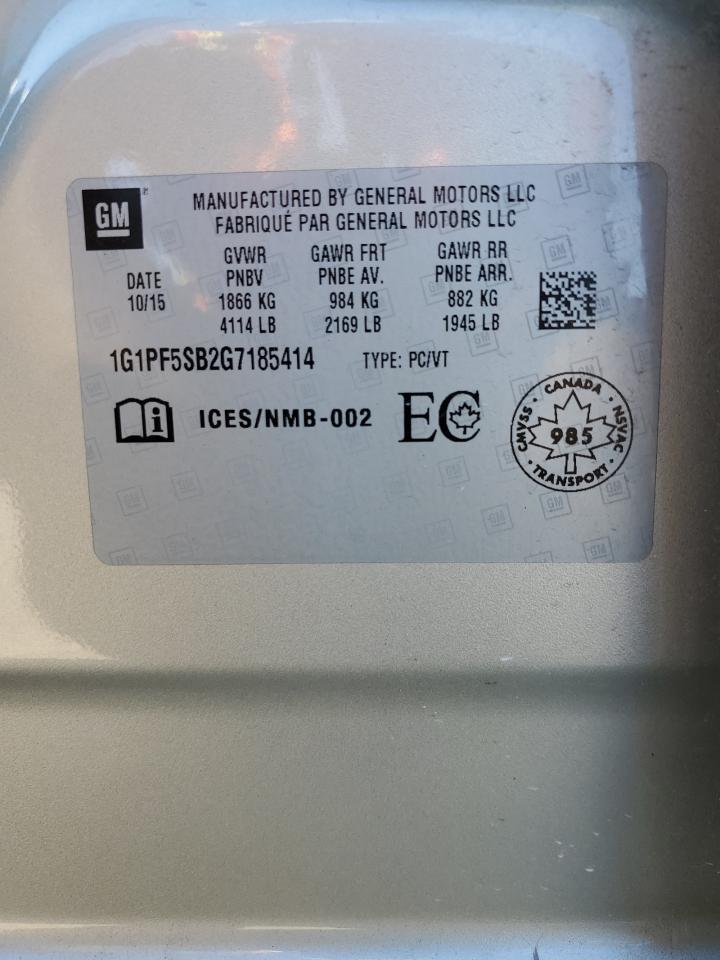 GM
MANUFACTURED BY GENERAL MOTORS LLC
FABRIQUÉ PAR GENERAL MOTORS LLC
GVWR GAWR FRT GAWR RR
DATE PNBV PNBE AV. PNBE ARR.
10/15 1866 KG 984 KG 882 KG
4114 LB 2169 LB 1945 LB
1G1PF5SB2G7185414 TYPE: PC/VT
i ICES/NMB-002 EC
CANADA
CMVSS 985 NSVAC
TRANSPORT